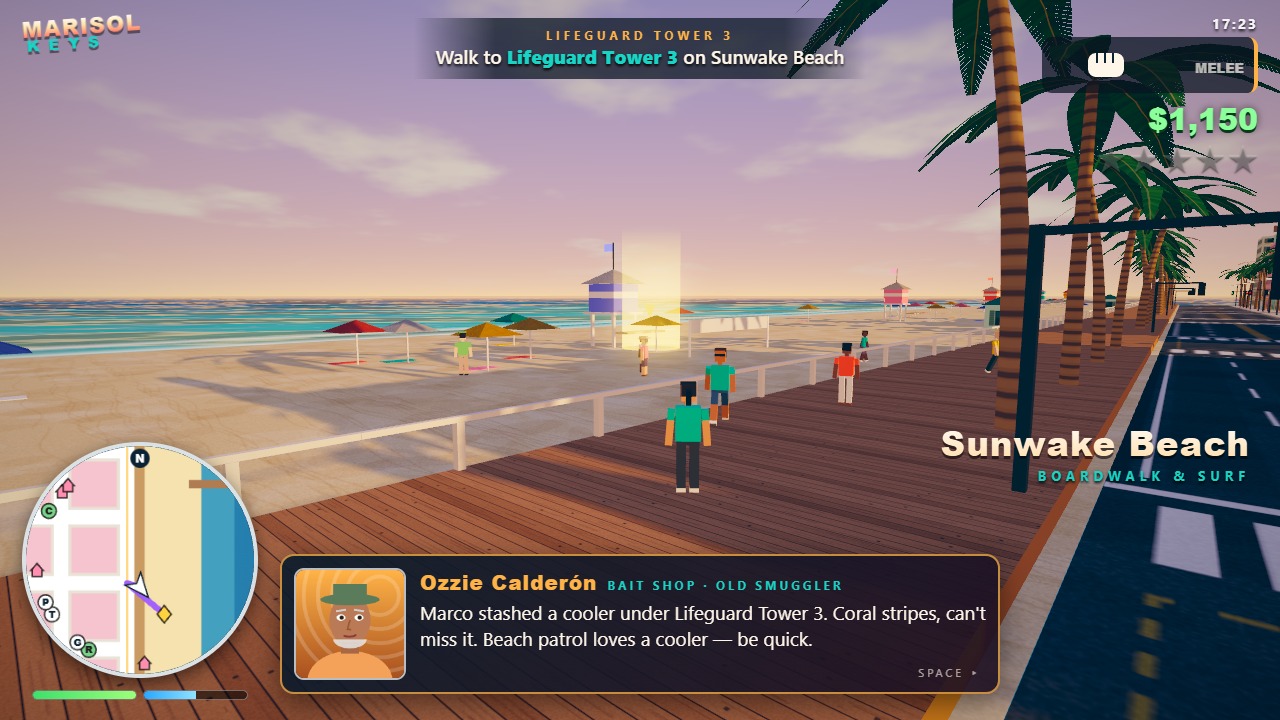 MARISOL
KEYS
LIFEGUARD TOWER 3
Walk to Lifeguard Tower 3 on Sunwake Beach
17:23
MELEE
$1,150
Sunwake Beach
BOARDWALK & SURF
N
C
P
T
G
R
Ozzie Calderón BAIT SHOP · OLD SMUGGLER
Marco stashed a cooler under Lifeguard Tower 3. Coral stripes, can't
miss it. Beach patrol loves a cooler — be quick.
SPACE ▸